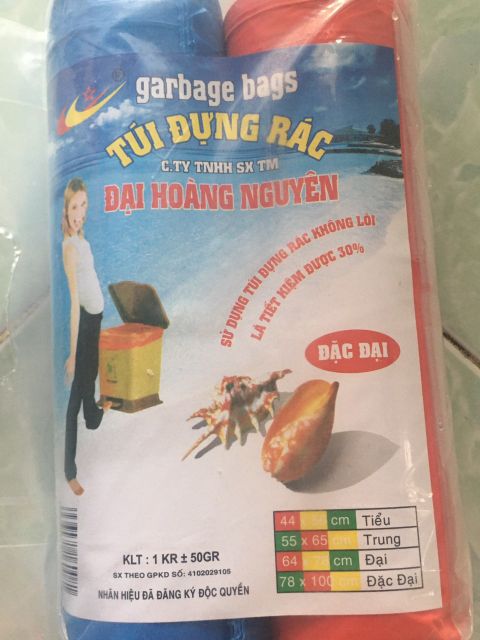 garbage bags
TÚI ĐỰNG RÁC
C.TY TNHH SX TM
ĐẠI HOÀNG NGUYÊN
SỬ DỤNG TÚI ĐỰNG RÁC KHÔNG LÕI
LÀ TIẾT KIỆM ĐƯỢC 30%
ĐẶC ĐẠI
44 x 56 cm Tiểu
55 x 65 cm Trung
64 x 78 cm Đại
78 x 100 cm Đặc Đại
KLT : 1 KR ± 50GR
SX THEO GPKD SỐ: 4102029105
NHÃN HIỆU ĐÃ ĐĂNG KÝ ĐỘC QUYỀN